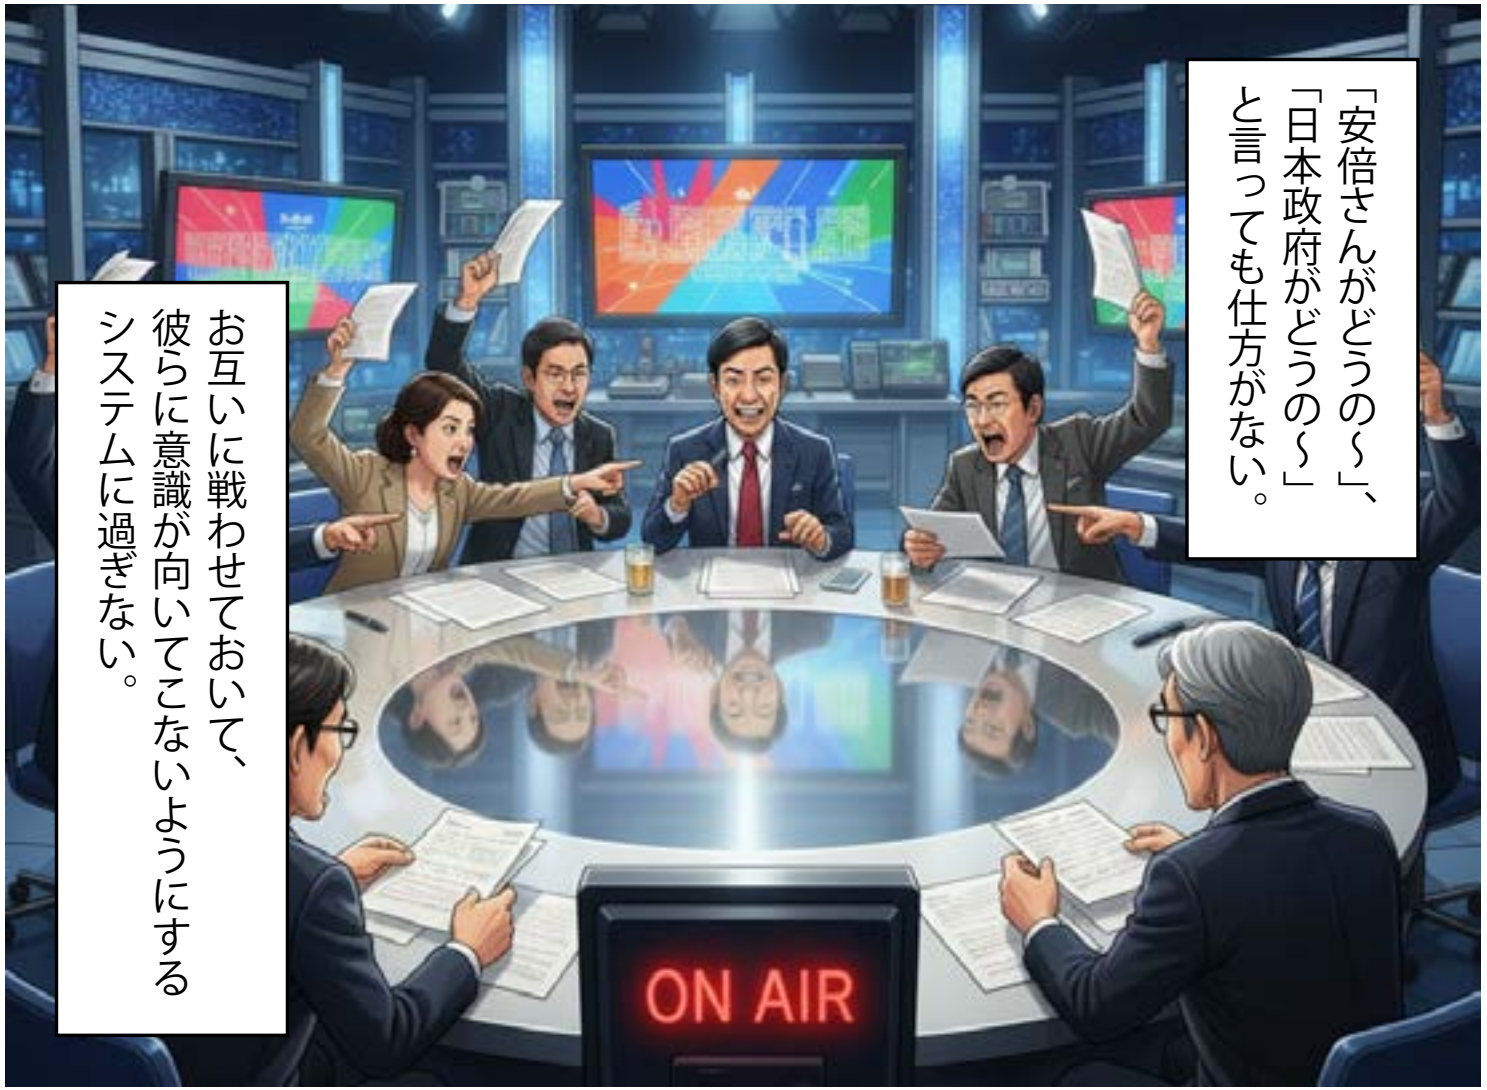 「安倍さんがどうの～」、
「日本政府がどうの～」
と言っても仕方がない。
お互いに戦わせておいて、
彼らに意識が向いてこないようにする
システムに過ぎない。
ON AIR